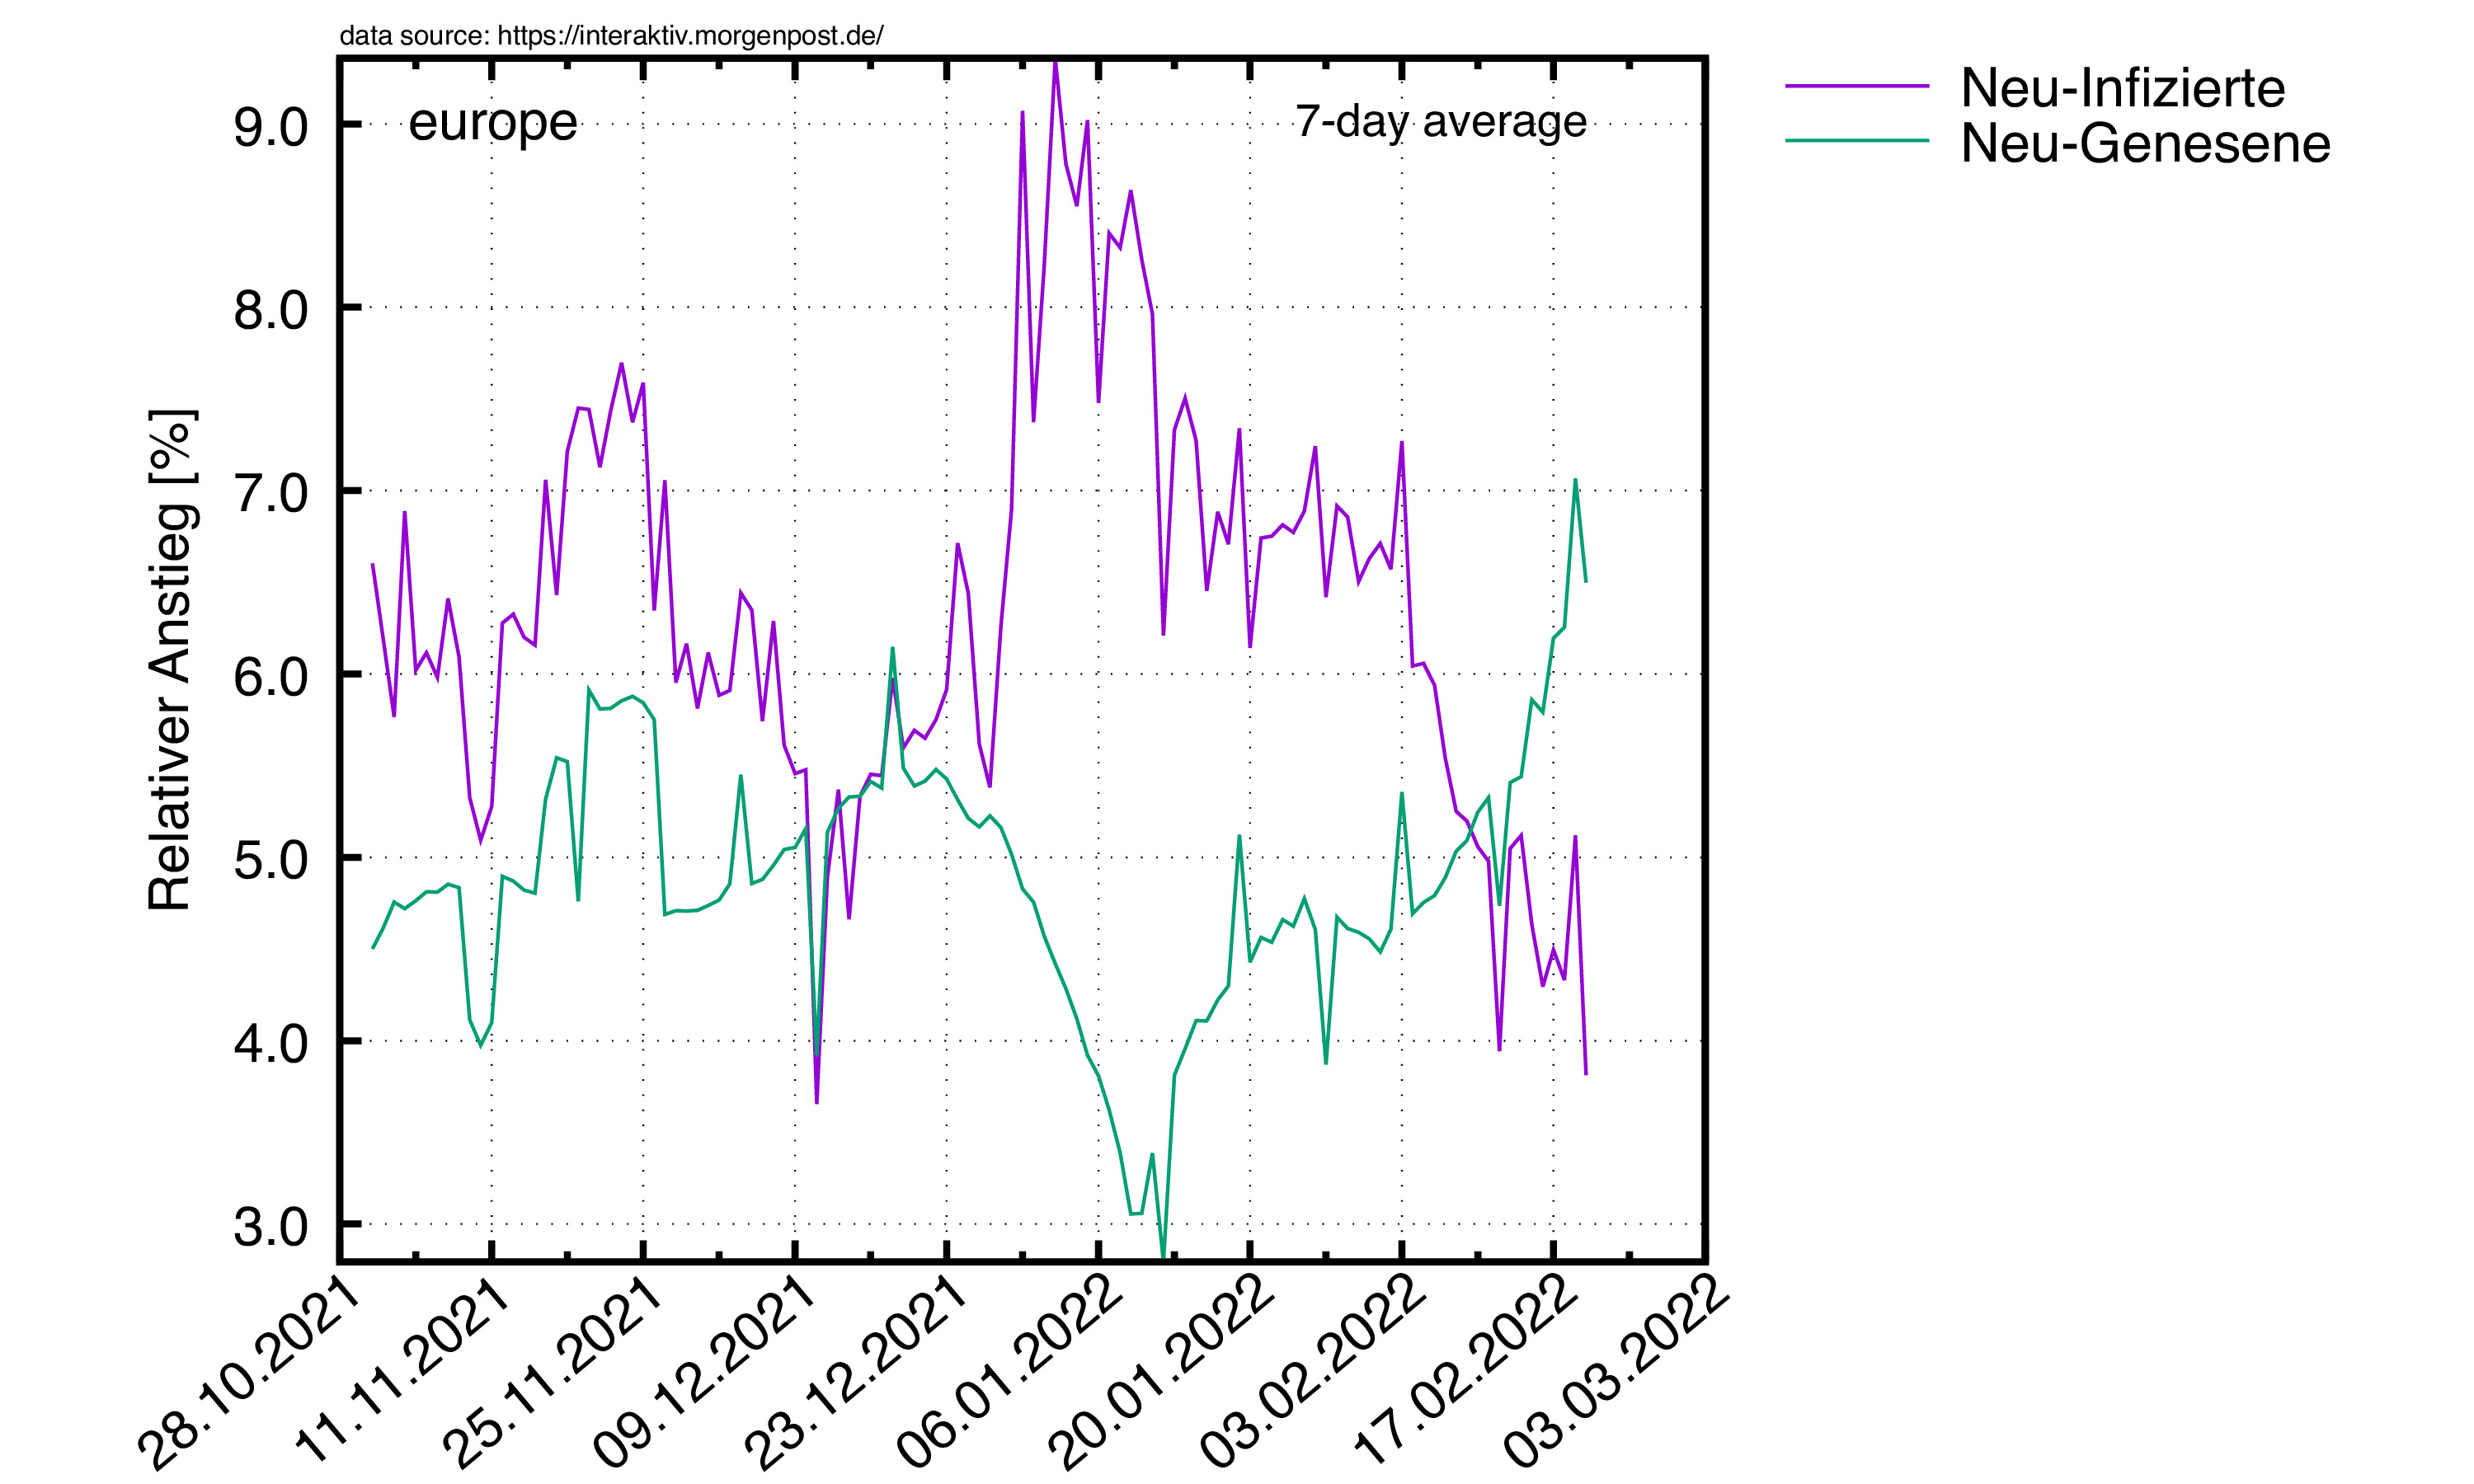 data source: https://interaktiv.morgenpost.de/
europe
7-day average
Neu-Infizierte
Neu-Genesene
Relativer Anstieg [%]
9.0
8.0
7.0
6.0
5.0
4.0
3.0
28.10.2021
11.11.2021
25.11.2021
09.12.2021
23.12.2021
06.01.2022
20.01.2022
03.02.2022
17.02.2022
03.03.2022